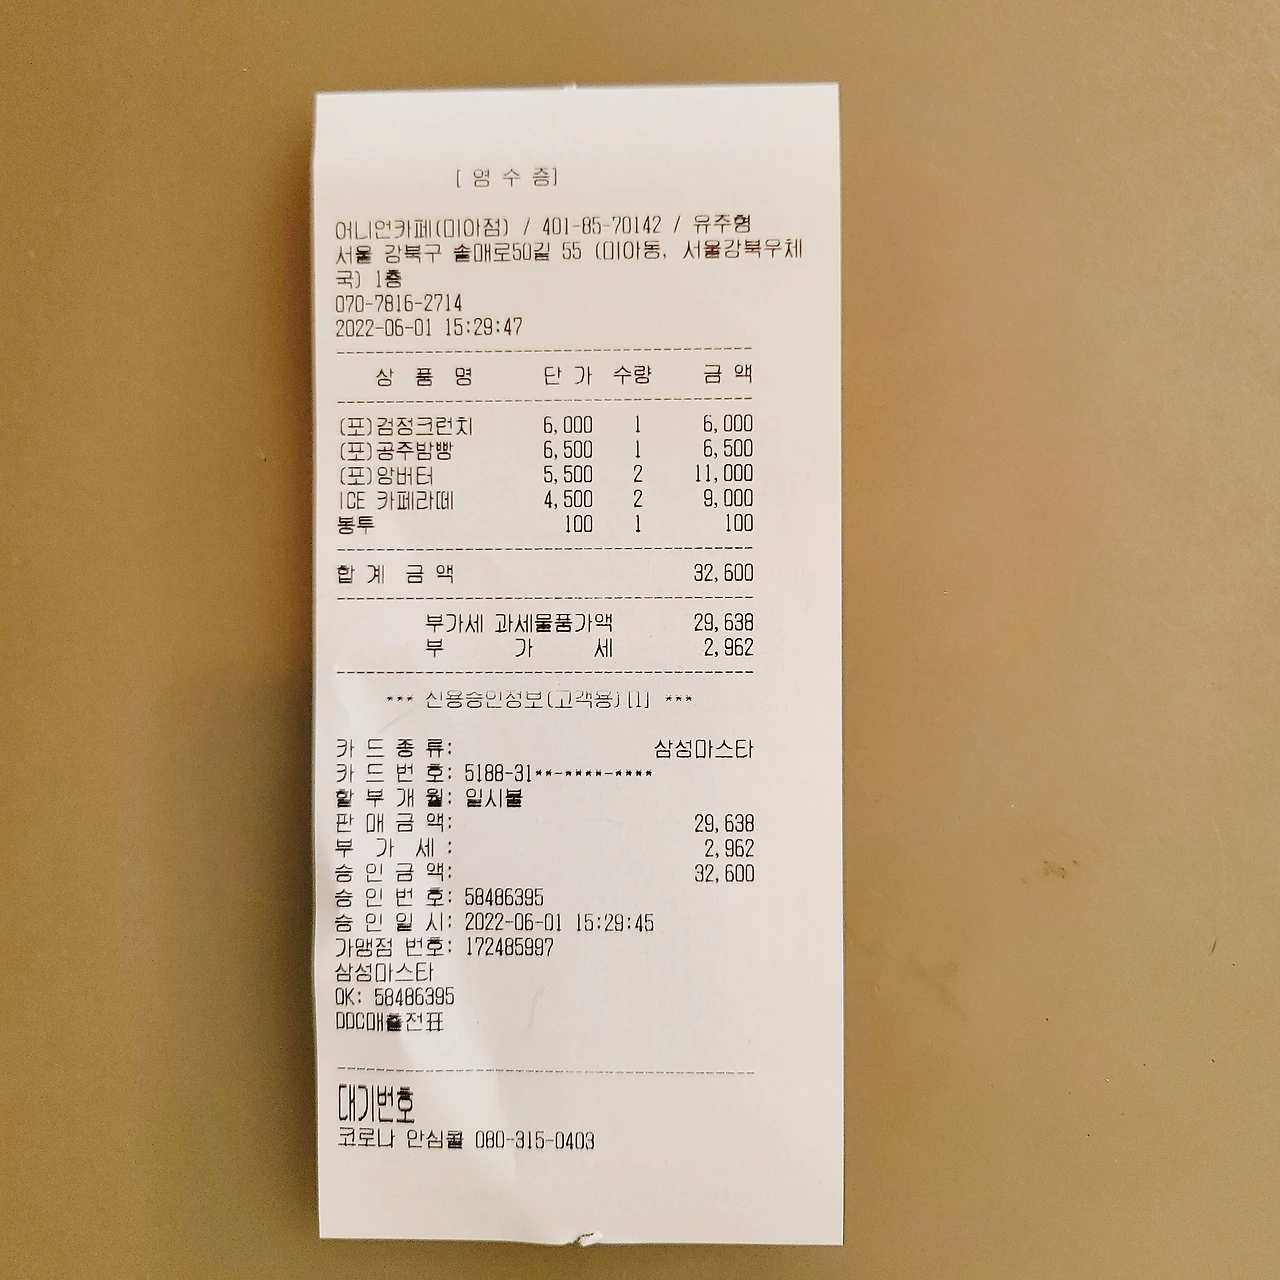 [ 영 수 증]
어니언카페(미아점) / 401-85-70142 / 유주형
서울 강북구 솔매로50길 55 (미아동, 서울강북우체
국) 1층
070-7816-2714
2022-06-01 15:29:47
상 품 명 단 가 수량 금 액
(포)검정크런치 6,000 1 6,000
(포)공주밤빵 6,500 1 6,500
(포)앙버터 5,500 2 11,000
ICE 카페라떼 4,500 2 9,000
봉투 100 1 100
합 계 금 액 32,600
부가세 과세물품가액 29,638
부 가 세 2,962
*** 신용승인정보(고객용)[1] ***
카 드 종 류: 삼성마스타
카 드 번 호: 5188-31**-****-****
할 부 개 월: 일시불
판 매 금 액: 29,638
부 가 세 : 2,962
승 인 금 액: 32,600
승 인 번 호: 58486395
승 인 일 시: 2022-06-01 15:29:45
가맹점 번호: 172485997
삼성마스타
OK: 58486395
DDC매출전표
대기번호
코로나 안심콜 080-315-0403